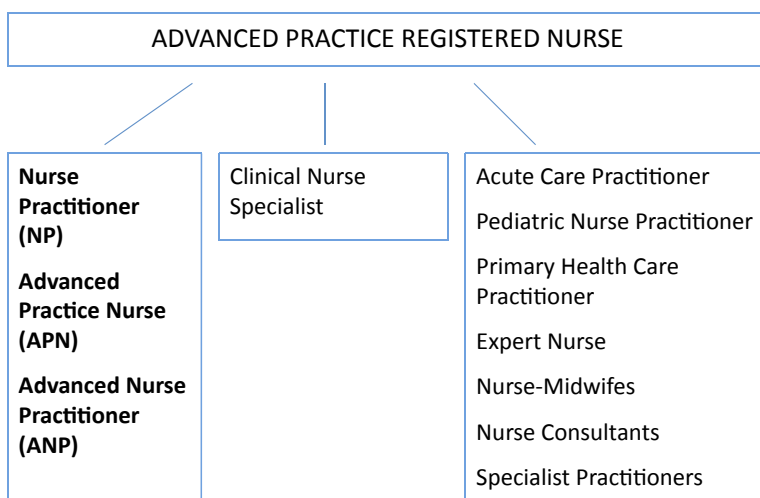 ADVANCED PRACTICE REGISTERED NURSE
Nurse
Practitioner
(NP)
Advanced
Practice Nurse
(APN)
Advanced Nurse
Practitioner
(ANP)
Clinical Nurse
Specialist
Acute Care Practitioner
Pediatric Nurse Practitioner
Primary Health Care
Practitioner
Expert Nurse
Nurse-Midwifes
Nurse Consultants
Specialist Practitioners